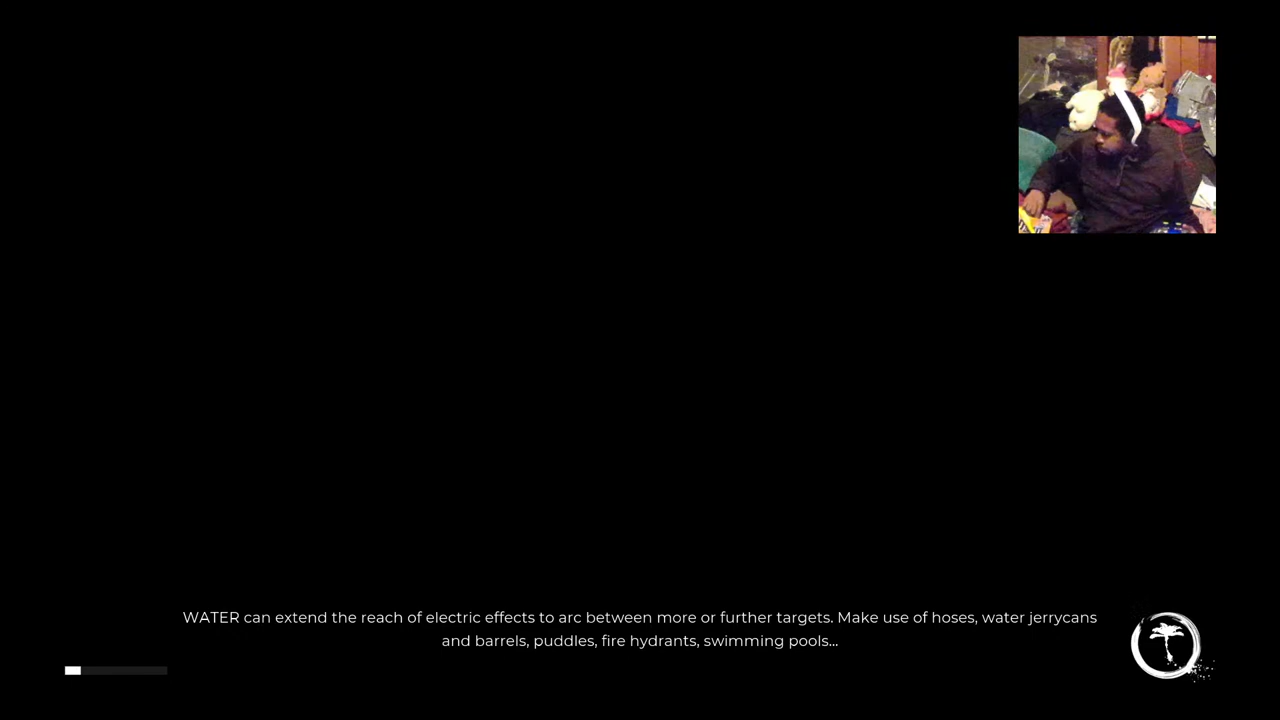 WATER can extend the reach of electric effects to arc between more or further targets. Make use of hoses, water jerrycans
and barrels, puddles, fire hydrants, swimming pools...